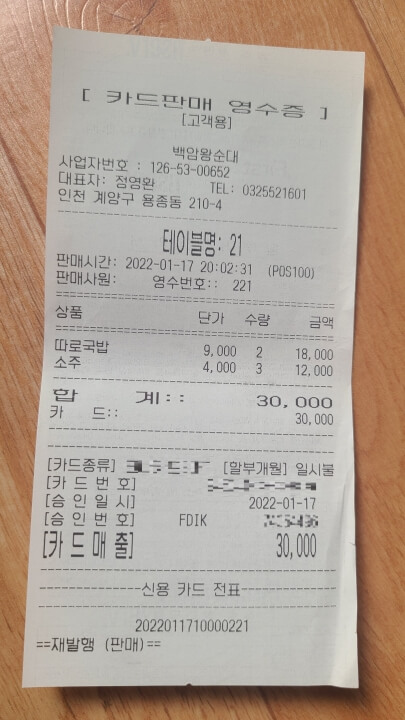 [ 카드판매 영수증 ]
[고객용]
백암왕순대
사업자번호 : 126-53-00652
대표자: 정영환 TEL: 0325521601
인천 계양구 용종동 210-4
테이블명: 21
판매시간: 2022-01-17 20:02:31 (POS100)
판매사원: 영수번호:: 221
상품 단가 수량 금액
따로국밥 9,000 2 18,000
소주 4,000 3 12,000
합 계:: 30,000
카 드:: 30,000
[카드종류] [할부개월] 일시불
[카 드 번 호]
[승 인 일 시] 2022-01-17
[승 인 번 호] FDIK
[카 드 매 출] 30,000
신용 카드 전표
2022011710000221
==재발행 (판매)==